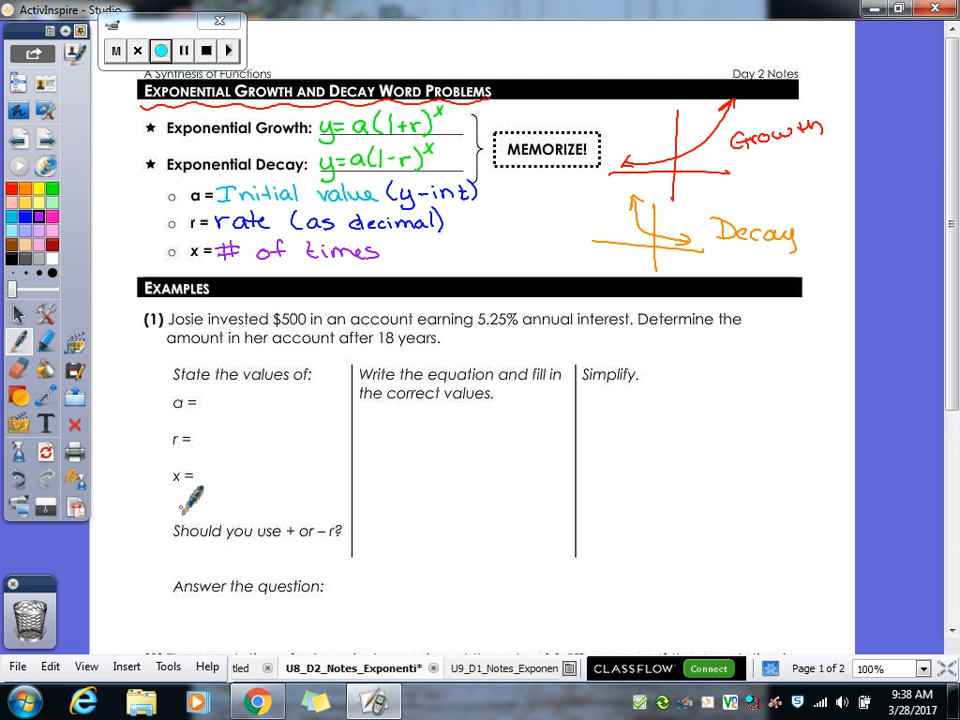 ActivInspire - Studio
M
A Synthesis of Functions
Day 2 Notes
EXPONENTIAL GROWTH AND DECAY WORD PROBLEMS
★ Exponential Growth: y = a(1+r)^x
★ Exponential Decay: y = a(1-r)^x
MEMORIZE!
Growth
Decay
a = Initial value (y-int)
r = rate (as decimal)
x = # of times
EXAMPLES
(1) Josie invested $500 in an account earning 5.25% annual interest. Determine the
amount in her account after 18 years.
State the values of:
a =
r =
x =
Should you use + or – r?
Write the equation and fill in
the correct values.
Simplify.
Answer the question:
File Edit View Insert Tools Help
tled
U8_D2_Notes_Exponenti*
U9_D1_Notes_Exponen
CLASSFLOW Connect
Page 1 of 2
100%
9:38 AM
3/28/2017